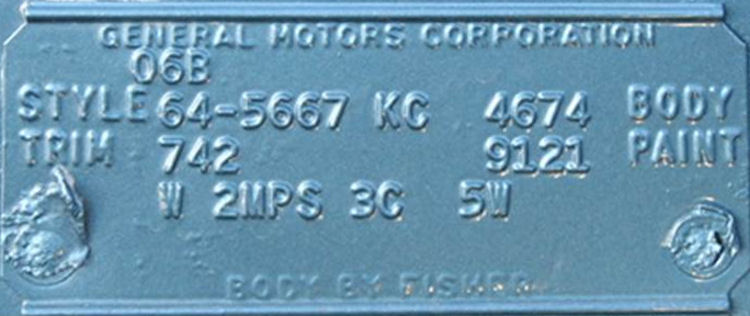 GENERAL MOTORS CORPORATION
06B
STYLE 64-5667 KC 4674 BODY
TRIM 742 9121 PAINT
W 2MPS 3C 5W
BODY BY FISHER